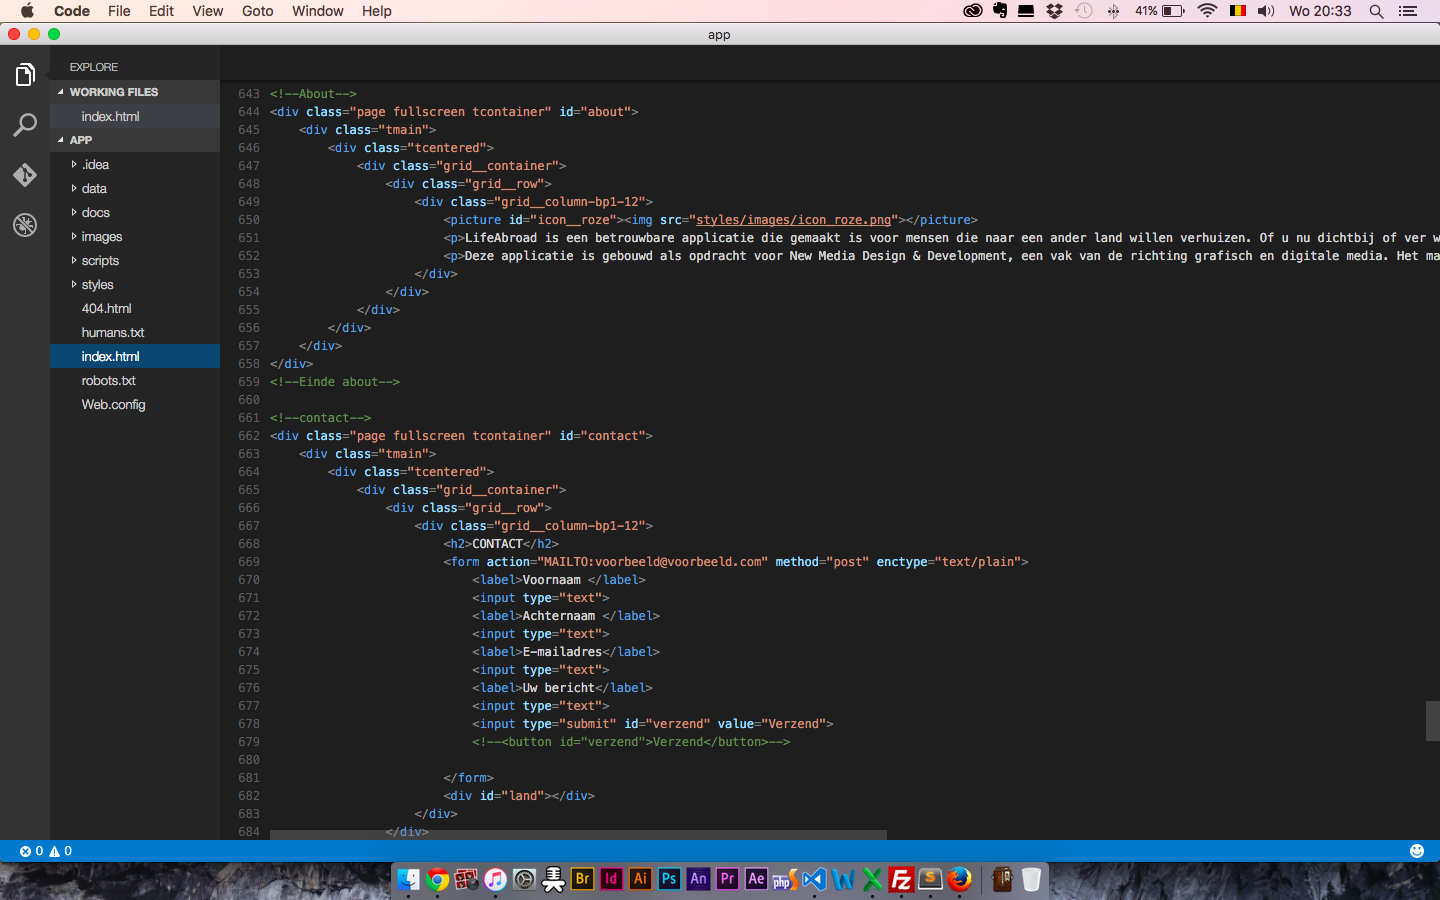 Code File Edit View Goto Window Help 41% Wo 20:33
app
EXPLORE
WORKING FILES
index.html
APP
.idea
data
docs
images
scripts
styles
404.html
humans.txt
index.html
robots.txt
Web.config
643 <!--About-->
644 <div class="page fullscreen tcontainer" id="about">
645 <div class="tmain">
646 <div class="tcentered">
647 <div class="grid__container">
648 <div class="grid__row">
649 <div class="grid__column-bp1-12">
650 <picture id="icon__roze"><img src="styles/images/icon_roze.png"></picture>
651 <p>LifeAbroad is een betrouwbare applicatie die gemaakt is voor mensen die naar een ander land willen verhuizen. Of u nu dichtbij of ver w
652 <p>Deze applicatie is gebouwd als opdracht voor New Media Design & Development, een vak van de richting grafisch en digitale media. Het ma
653 </div>
654 </div>
655 </div>
656 </div>
657 </div>
658 </div>
659 <!--Einde about-->
660
661 <!--contact-->
662 <div class="page fullscreen tcontainer" id="contact">
663 <div class="tmain">
664 <div class="tcentered">
665 <div class="grid__container">
666 <div class="grid__row">
667 <div class="grid__column-bp1-12">
668 <h2>CONTACT</h2>
669 <form action="MAILTO:voorbeeld@voorbeeld.com" method="post" enctype="text/plain">
670 <label>Voornaam </label>
671 <input type="text">
672 <label>Achternaam </label>
673 <input type="text">
674 <label>E-mailadres</label>
675 <input type="text">
676 <label>Uw bericht</label>
677 <input type="text">
678 <input type="submit" id="verzend" value="Verzend">
679 <!--<button id="verzend">Verzend</button>-->
680
681 </form>
682 <div id="land"></div>
683 </div>
684 </div>
0 0
Br Id Ai Ps An Pr Ae php W X Fz S